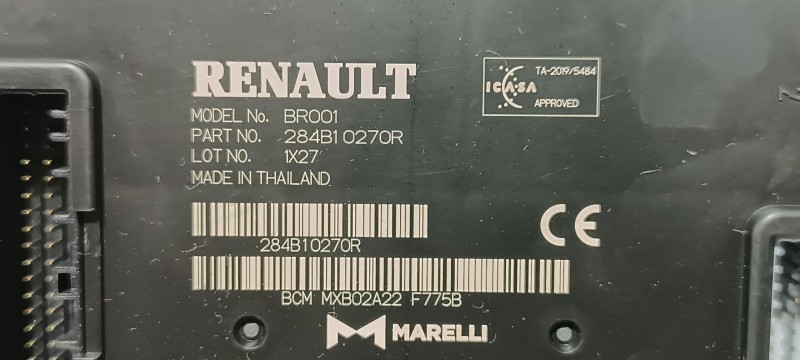 RENAULT
MODEL No. BR001
PART NO. 284B10270R
LOT NO. 1X27
MADE IN THAILAND
TA-2019/5484
ICASA
APPROVED
284B10270R
CE
BCM MXB02A22 F775B
MARELLI